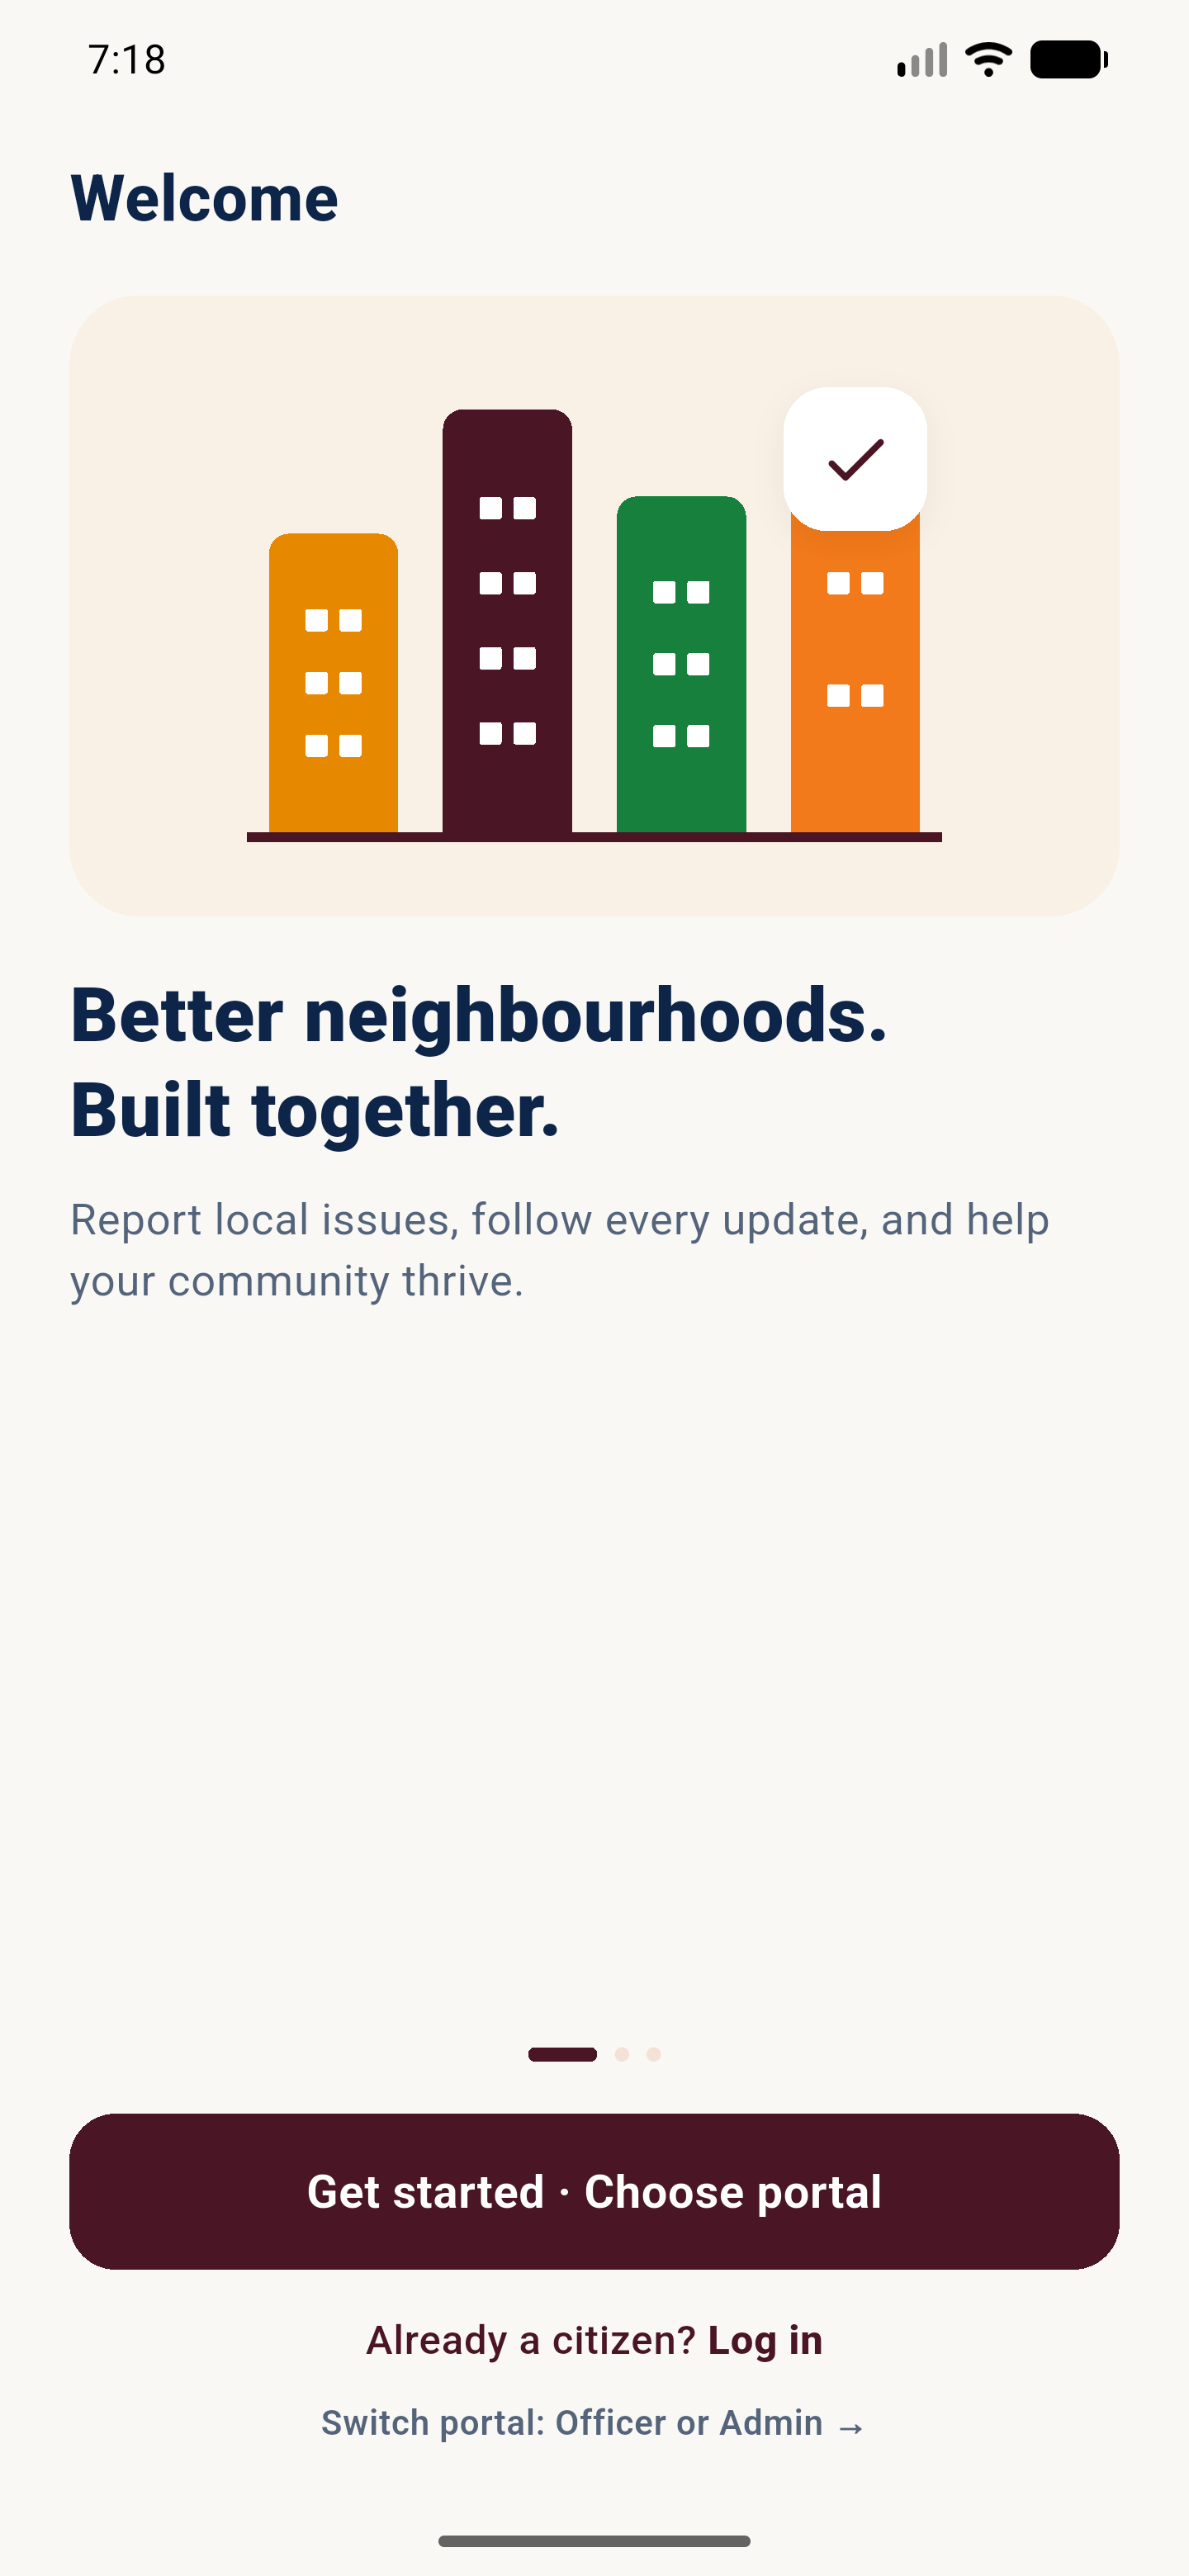 7:18
Welcome
Better neighbourhoods.
Built together.
Report local issues, follow every update, and help
your community thrive.
Get started · Choose portal
Already a citizen? Log in
Switch portal: Officer or Admin →